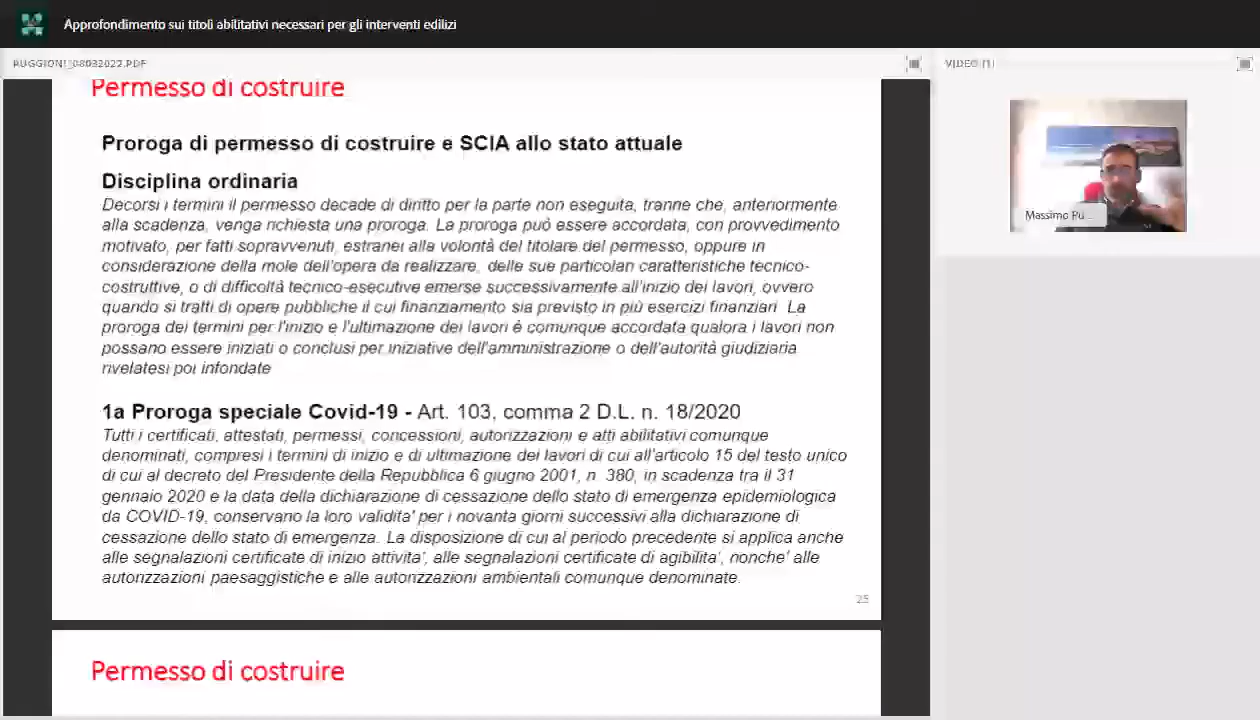 Approfondimento sui titoli abilitativi necessari per gli interventi edilizi
RUGGIONI_08032022.PDF
VIDEO (1)
Permesso di costruire
Proroga di permesso di costruire e SCIA allo stato attuale
Disciplina ordinaria
Decorsi i termini il permesso decade di diritto per la parte non eseguita, tranne che, anteriormente
alla scadenza, venga richiesta una proroga. La proroga può essere accordata, con provvedimento
motivato, per fatti sopravvenuti, estranei alla volontà del titolare del permesso, oppure in
considerazione della mole dell'opera da realizzare, delle sue particolari caratteristiche tecnico-
costruttive, o di difficoltà tecnico-esecutive emerse successivamente all'inizio dei lavori, ovvero
quando si tratti di opere pubbliche il cui finanziamento sia previsto in più esercizi finanziari. La
proroga dei termini per l'inizio e l'ultimazione dei lavori è comunque accordata qualora i lavori non
possano essere iniziati o conclusi per iniziative dell'amministrazione o dell'autorità giudiziaria
rivelatesi poi infondate
1a Proroga speciale Covid-19 - Art. 103, comma 2 D.L. n. 18/2020
Tutti i certificati, attestati, permessi, concessioni, autorizzazioni e atti abilitativi comunque
denominati, compresi i termini di inizio e di ultimazione dei lavori di cui all'articolo 15 del testo unico
di cui al decreto del Presidente della Repubblica 6 giugno 2001, n. 380, in scadenza tra il 31
gennaio 2020 e la data della dichiarazione di cessazione dello stato di emergenza epidemiologica
da COVID-19, conservano la loro validita' per i novanta giorni successivi alla dichiarazione di
cessazione dello stato di emergenza. La disposizione di cui al periodo precedente si applica anche
alle segnalazioni certificate di inizio attivita', alle segnalazioni certificate di agibilita', nonche' alle
autorizzazioni paesaggistiche e alle autorizzazioni ambientali comunque denominate.
25
Permesso di costruire
Massimo Pu...